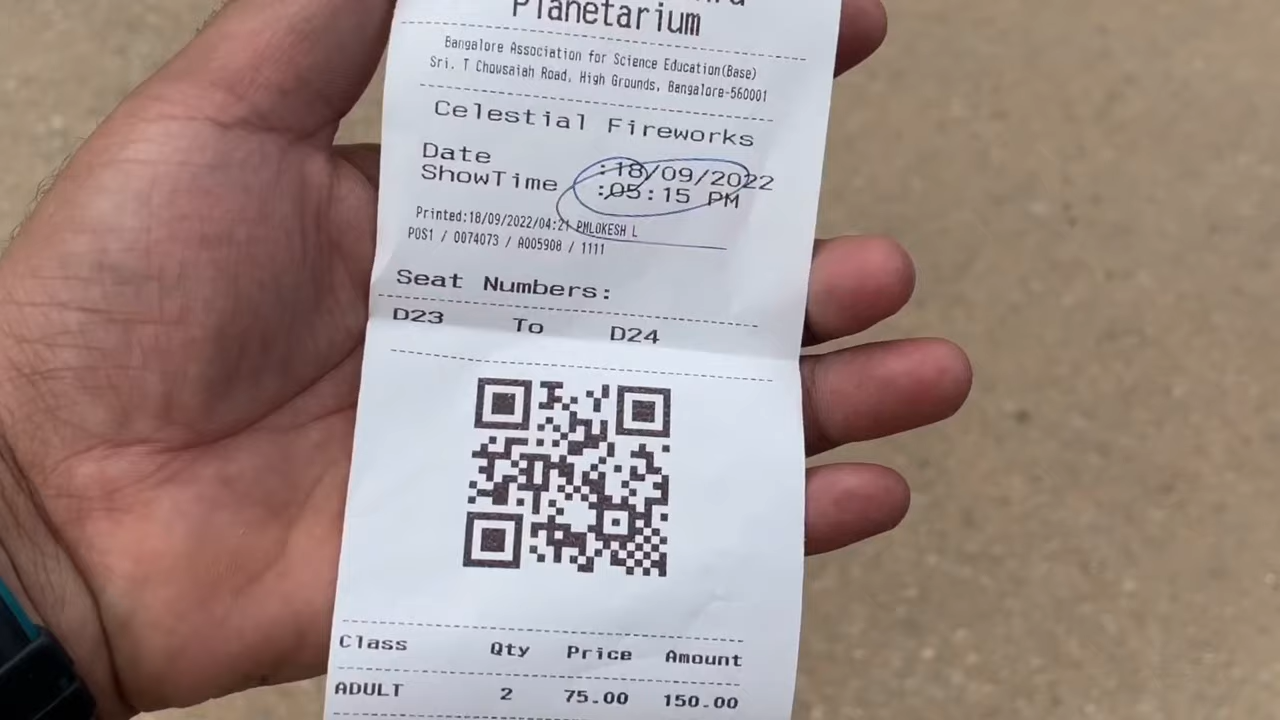 Planetarium
Bangalore Association for Science Education(Base)
Sri. T Chowsaiah Road, High Grounds, Bangalore-560001
Celestial Fireworks
Date :18/09/2022
ShowTime :05:15 PM
Printed:18/09/2022/04:21 PMLOKESH L
POS1 / 0074073 / A005908 / 1111
Seat Numbers:
D23 To D24
Class Qty Price Amount
ADULT 2 75.00 150.00